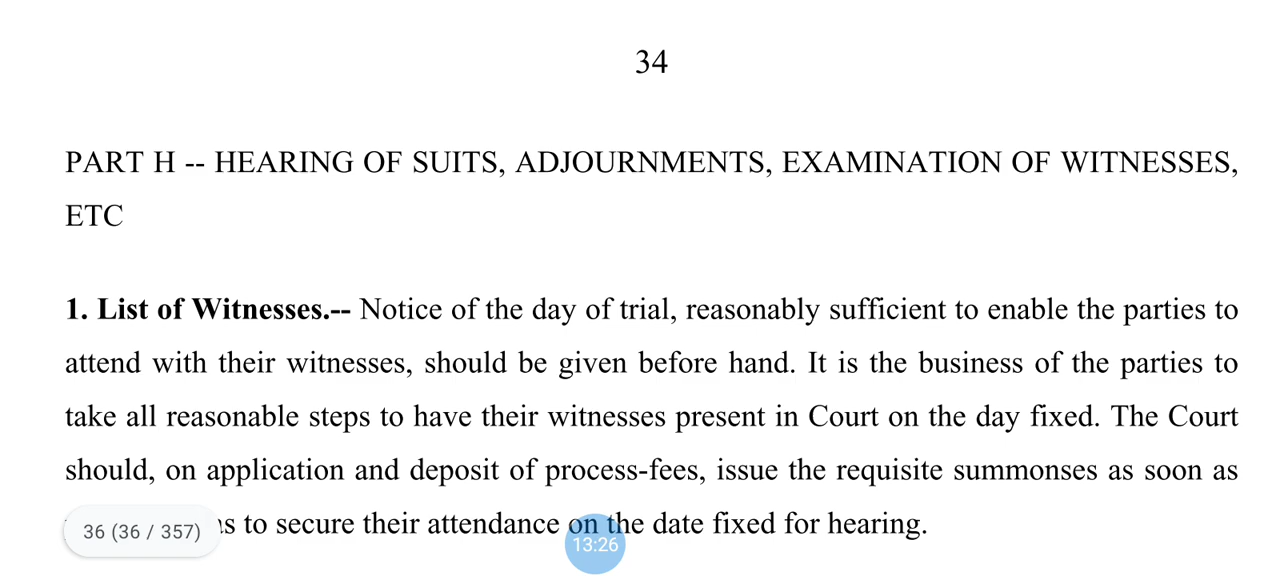 34
PART H -- HEARING OF SUITS, ADJOURNMENTS, EXAMINATION OF WITNESSES,
ETC
1. List of Witnesses.-- Notice of the day of trial, reasonably sufficient to enable the parties to
attend with their witnesses, should be given before hand. It is the business of the parties to
take all reasonable steps to have their witnesses present in Court on the day fixed. The Court
should, on application and deposit of process-fees, issue the requisite summonses as soon as
to secure their attendance on the date fixed for hearing.
36 (36 / 357)
13:26